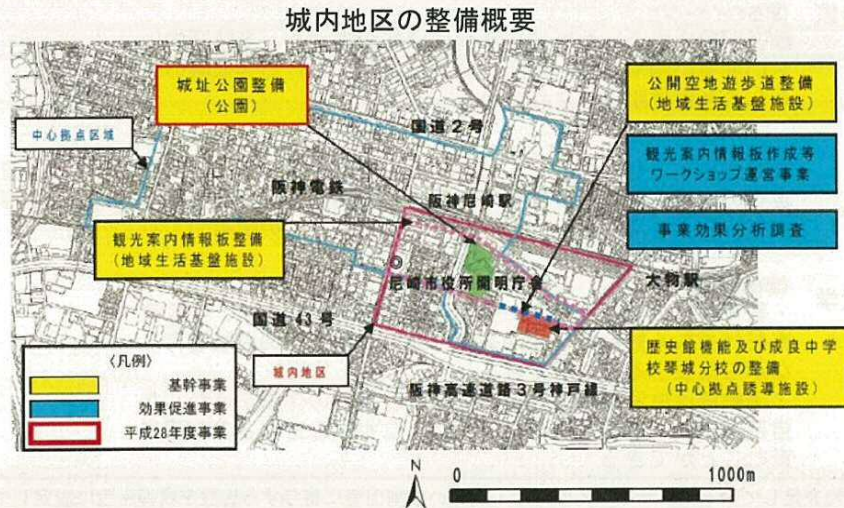 城内地区の整備概要
城址公園整備
(公園)
公開空地遊歩道整備
(地域生活基盤施設)
中心拠点区域
国道2号
観光案内情報板作成等
ワークショップ運営事業
阪神電鉄
阪神尼崎駅
事業効果分析調査
観光案内情報板整備
(地域生活基盤施設)
尼崎市役所開明庁舎
大物駅
国道43号
歴史館機能及び成良中学
校琴城分校の整備
(中心拠点誘導施設)
〈凡例〉
基幹事業
効果促進事業
平成28年度事業
城内地区
阪神高速道路3号神戸線
N
0
1000m